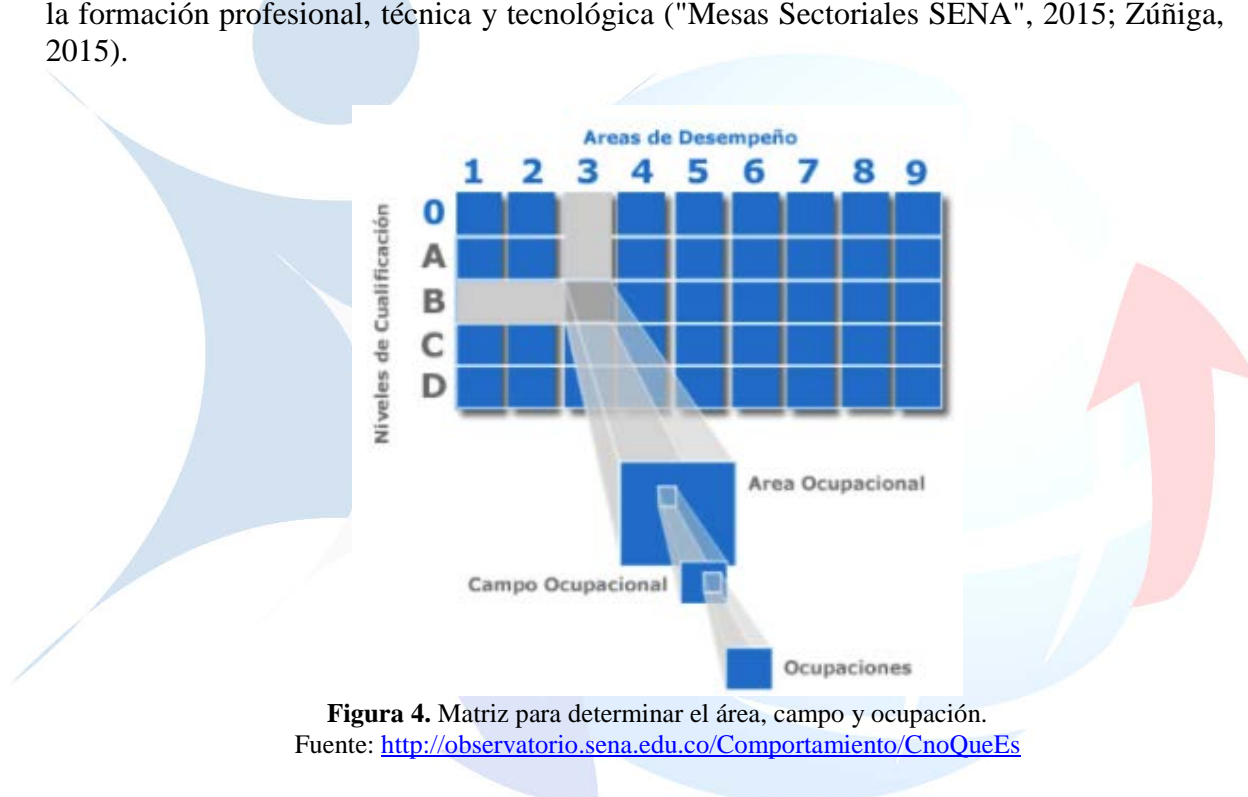 la formación profesional, técnica y tecnológica ("Mesas Sectoriales SENA", 2015; Zúñiga,
2015).
Areas de Desempeño
1 2 3 4 5 6 7 8 9
Niveles de Cualificación
0
A
B
C
D
Area Ocupacional
Campo Ocupacional
Ocupaciones
Figura 4. Matriz para determinar el área, campo y ocupación.
Fuente: http://observatorio.sena.edu.co/Comportamiento/CnoQueEs